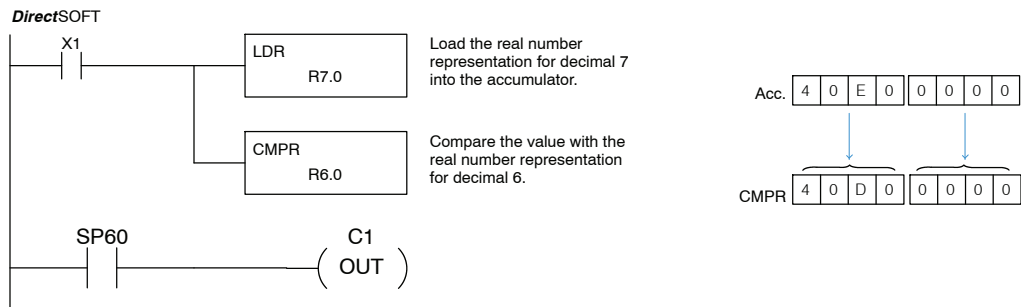 DirectSOFT
X1
LDR
R7.0
Load the real number
representation for decimal 7
into the accumulator.
Acc. 4 0 E 0 0 0 0 0
CMPR
R6.0
Compare the value with the
real number representation
for decimal 6.
CMPR 4 0 D 0 0 0 0 0
SP60
C1
OUT